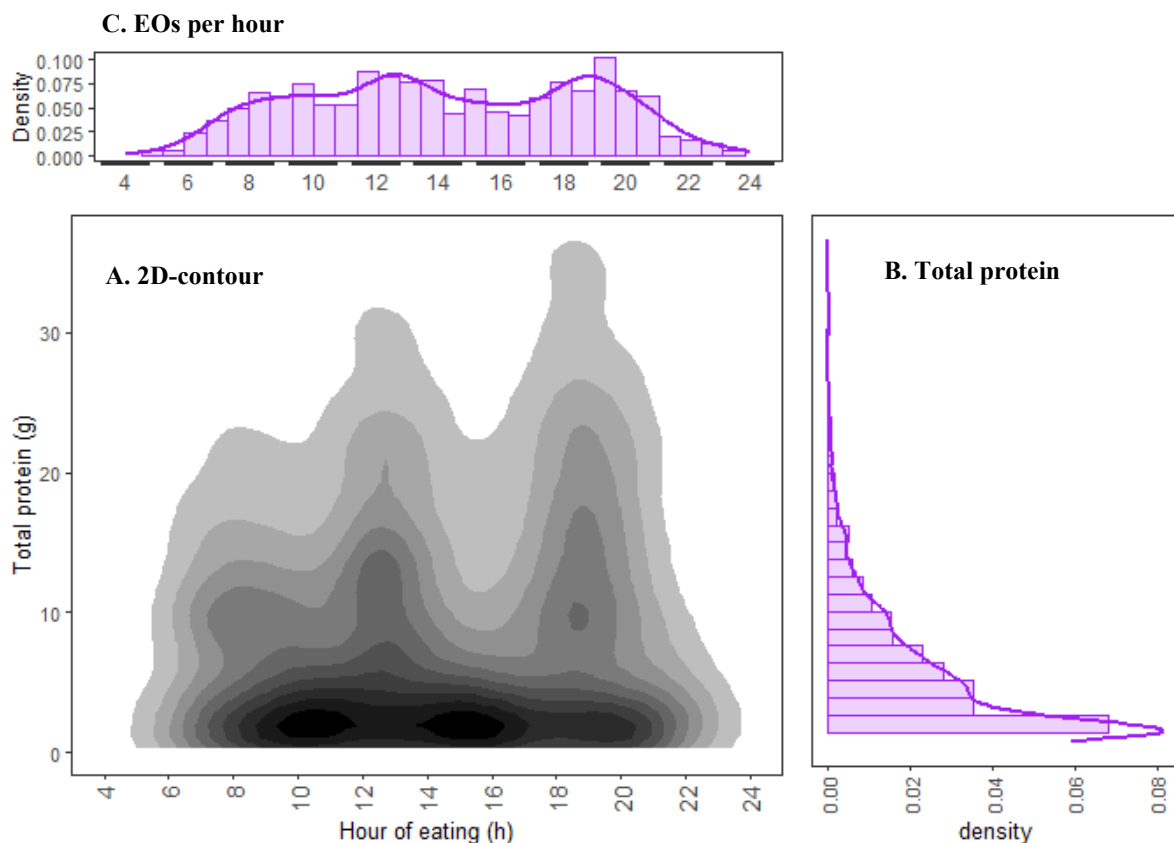 C. EOs per hour
Density
0.100
0.075
0.050
0.025
0.000
4 6 8 10 12 14 16 18 20 22 24
A. 2D-contour
Total protein (g)
30
20
10
0
4 6 8 10 12 14 16 18 20 22 24
Hour of eating (h)
B. Total protein
0.00 0.02 0.04 0.06 0.08
density